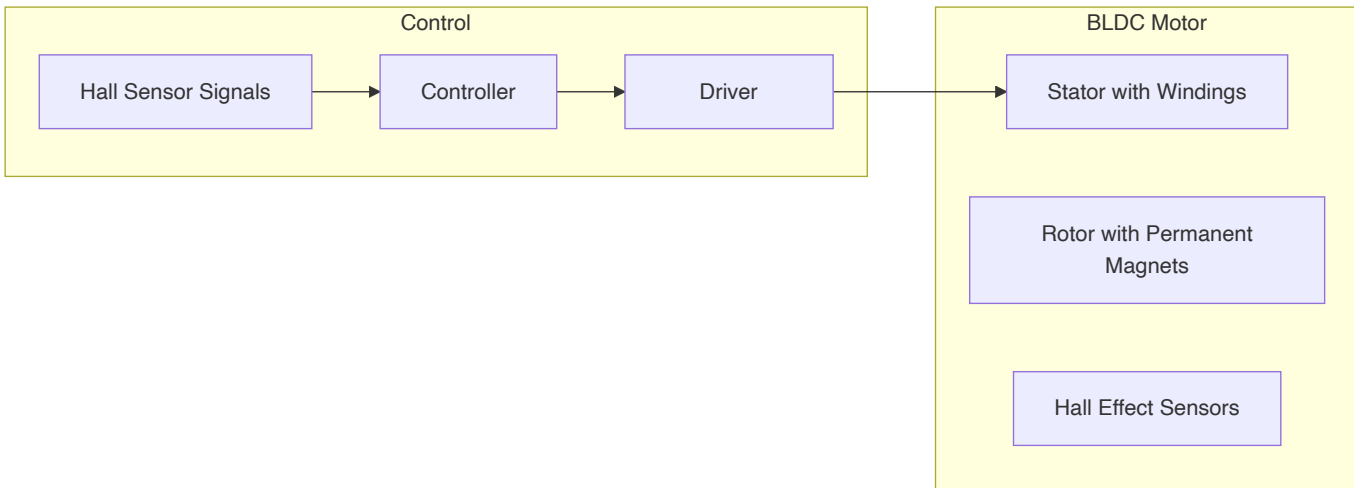 Control
Hall Sensor Signals
Controller
Driver
BLDC Motor
Stator with Windings
Rotor with Permanent
Magnets
Hall Effect Sensors